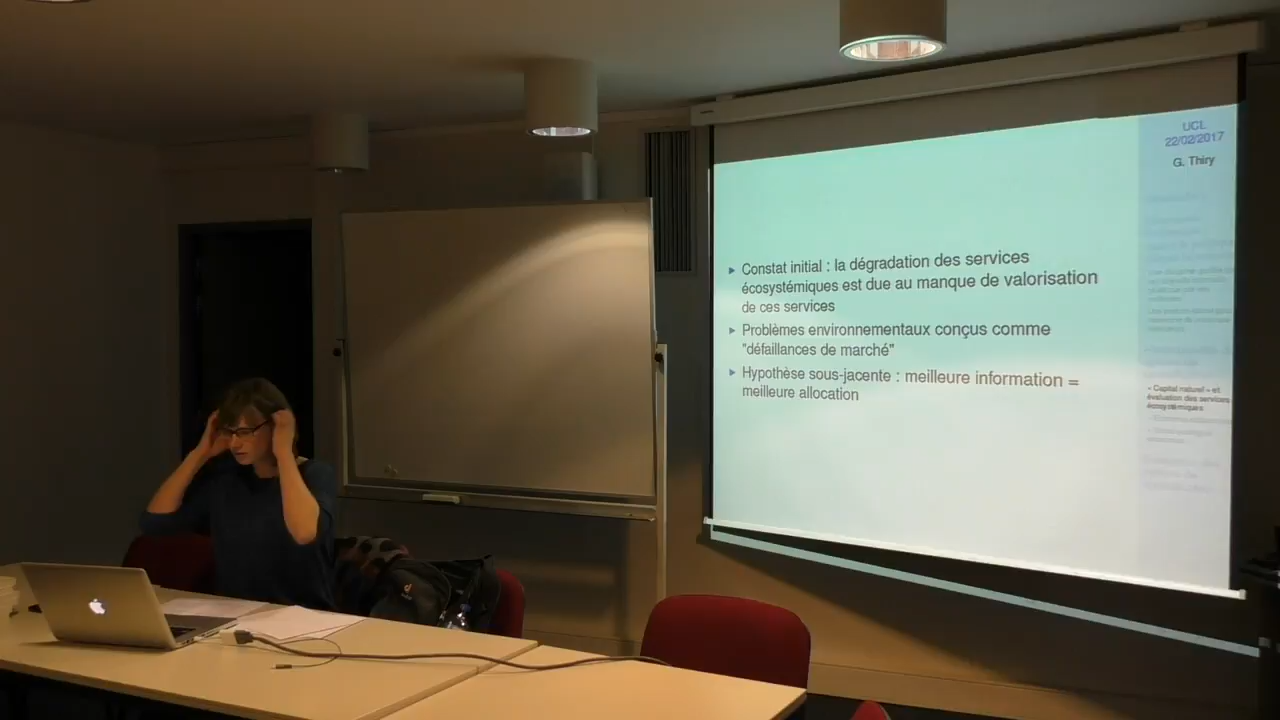 UCL
22/02/2017
G. Thiry
▸ Constat initial : la dégradation des services
écosystémiques est due au manque de valorisation
de ces services
▸ Problèmes environnementaux conçus comme
"défaillances de marché"
▸ Hypothèse sous-jacente : meilleure information =
meilleure allocation
« Capital naturel » et
évaluation des services
écosystémiques